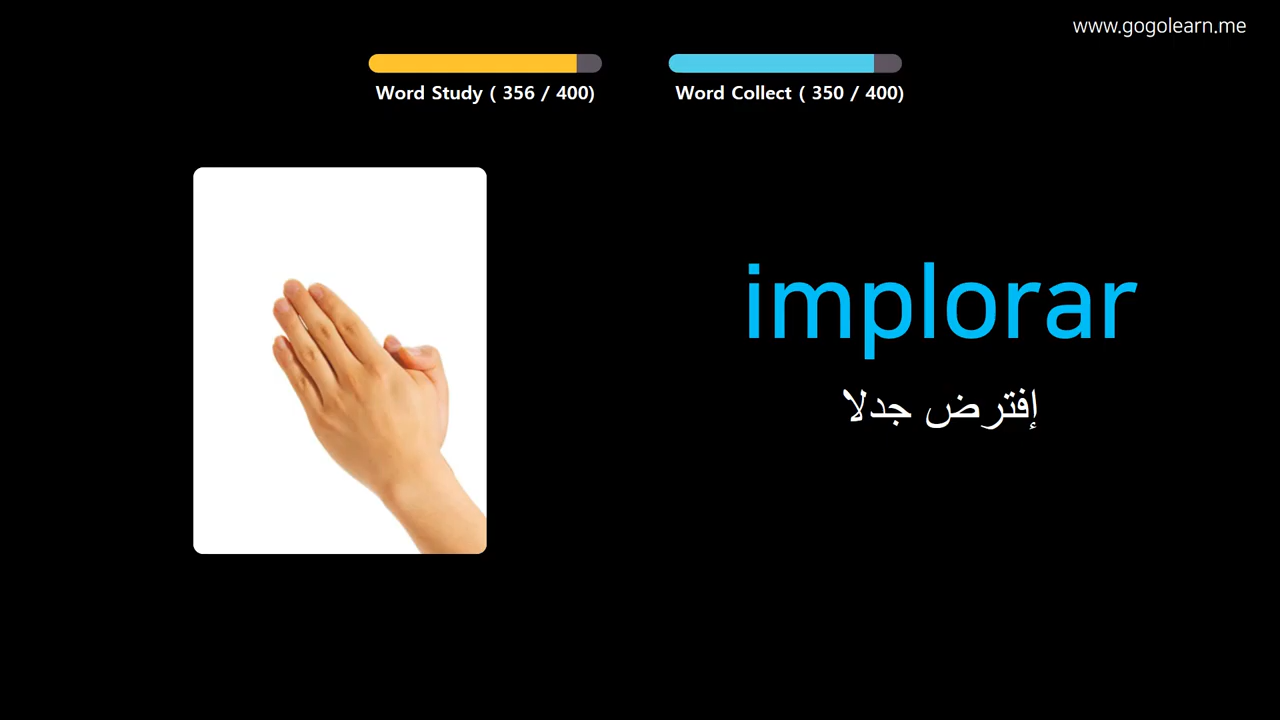 www.gogolearn.me
Word Study ( 356 / 400)
Word Collect ( 350 / 400)
implorar
إفترض جدلا